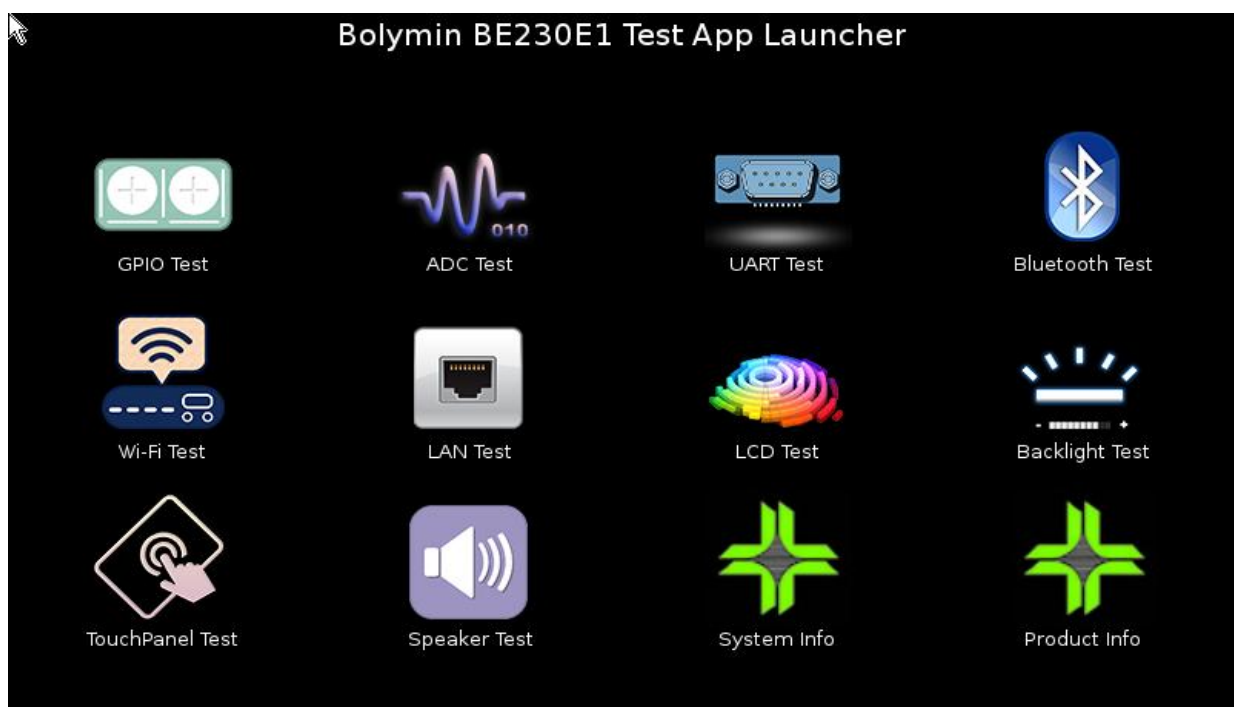 Bolymin BE230E1 Test App Launcher
010
GPIO Test
ADC Test
UART Test
Bluetooth Test
- +
Wi-Fi Test
LAN Test
LCD Test
Backlight Test
TouchPanel Test
Speaker Test
System Info
Product Info